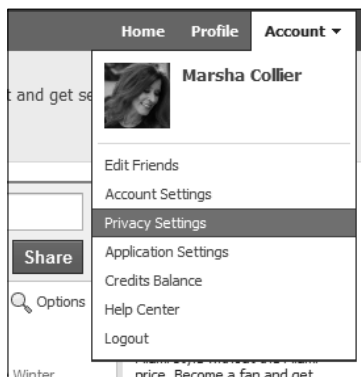 Home Profile Account
Marsha Collier
t and get se
Edit Friends
Account Settings
Privacy Settings
Application Settings
Share
Credits Balance
Options
Help Center
Logout
Winter
price. Become a fan and get